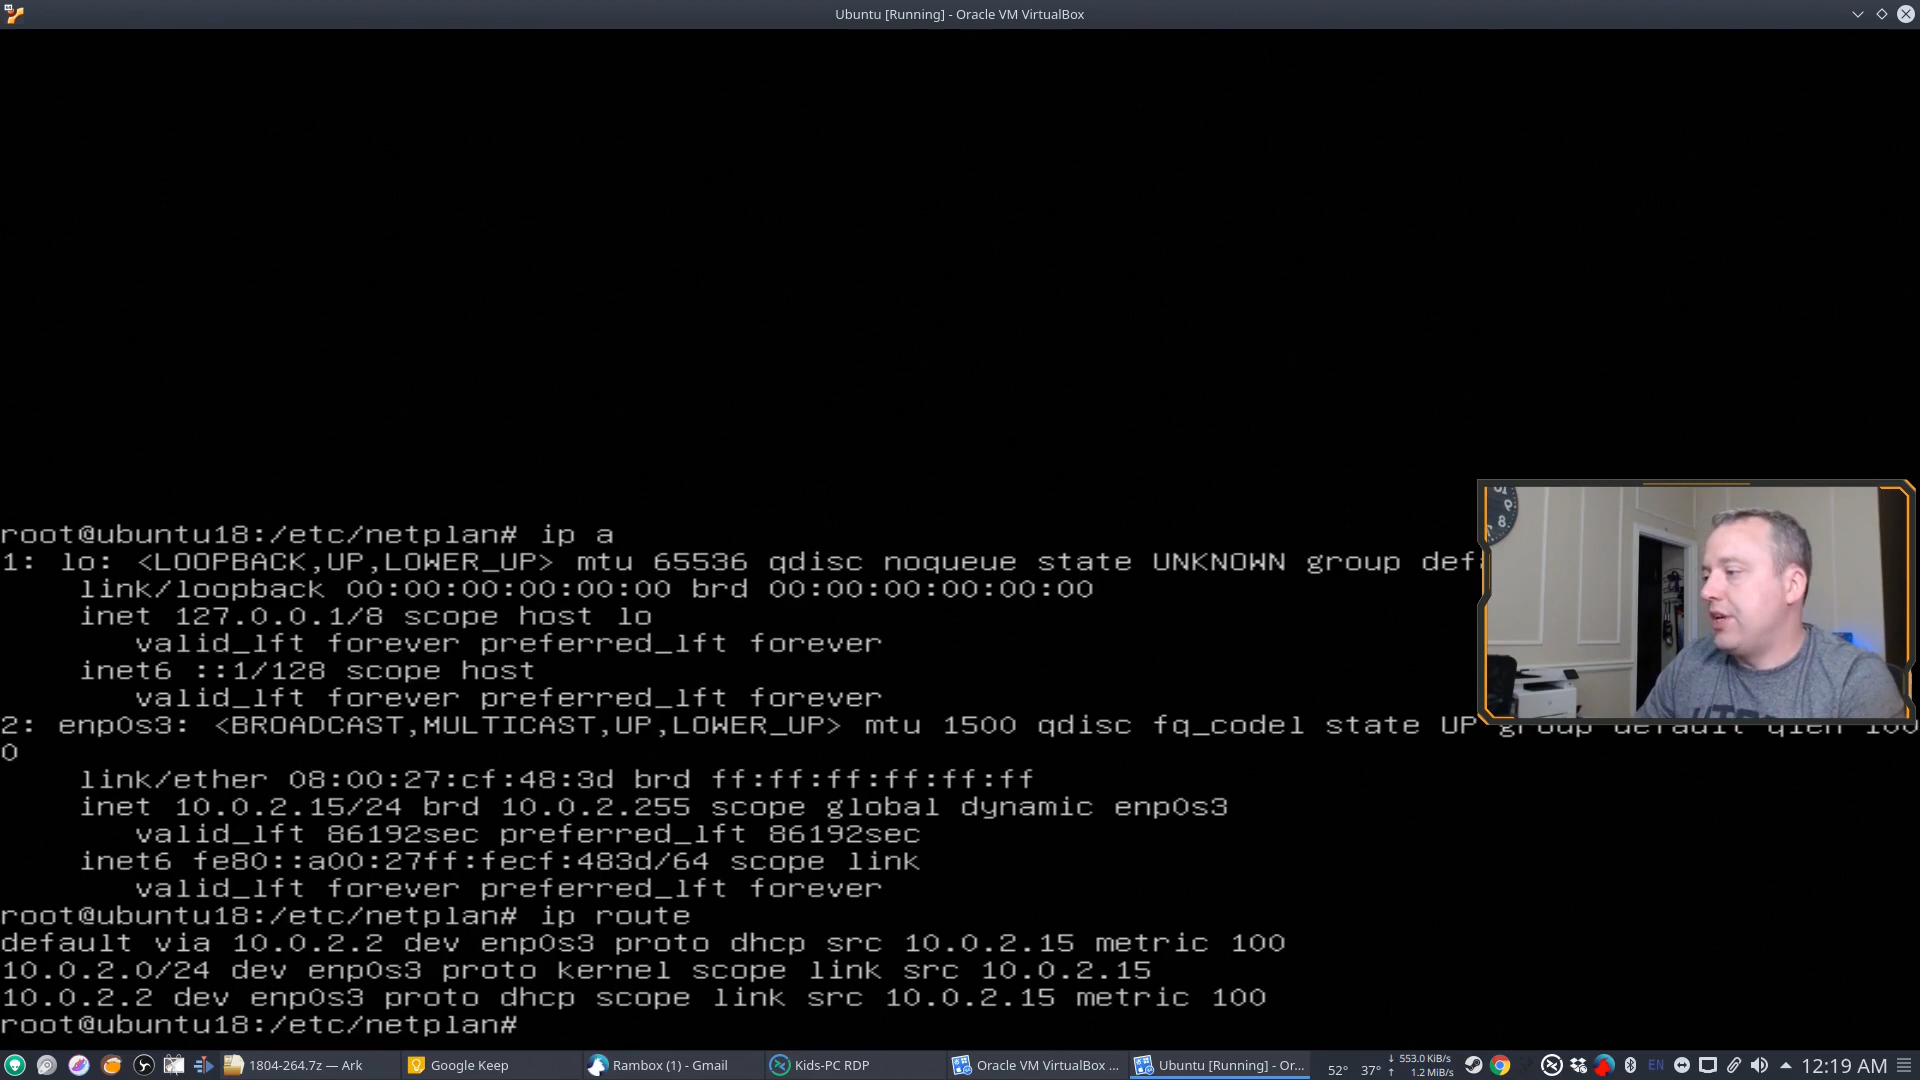 Ubuntu [Running] - Oracle VM VirtualBox
root@ubuntu18:/etc/netplan# ip a
1: lo: <LOOPBACK,UP,LOWER_UP> mtu 65536 qdisc noqueue state UNKNOWN group def
link/loopback 00:00:00:00:00:00 brd 00:00:00:00:00:00
inet 127.0.0.1/8 scope host lo
valid_lft forever preferred_lft forever
inet6 ::1/128 scope host
valid_lft forever preferred_lft forever
2: enp0s3: <BROADCAST,MULTICAST,UP,LOWER_UP> mtu 1500 qdisc fq_codel state UP group default qlen 100
0
link/ether 08:00:27:cf:48:3d brd ff:ff:ff:ff:ff:ff
inet 10.0.2.15/24 brd 10.0.2.255 scope global dynamic enp0s3
valid_lft 86192sec preferred_lft 86192sec
inet6 fe80::a00:27ff:fecf:483d/64 scope link
valid_lft forever preferred_lft forever
root@ubuntu18:/etc/netplan# ip route
default via 10.0.2.2 dev enp0s3 proto dhcp src 10.0.2.15 metric 100
10.0.2.0/24 dev enp0s3 proto kernel scope link src 10.0.2.15
10.0.2.2 dev enp0s3 proto dhcp scope link src 10.0.2.15 metric 100
root@ubuntu18:/etc/netplan#
1804-264.7z — Ark
Google Keep
Rambox (1) - Gmail
Kids-PC RDP
Oracle VM VirtualBox ...
Ubuntu [Running] - Or...
52° 37°
↓ 553.0 KiB/s
↑ 1.2 MiB/s
EN
12:19 AM